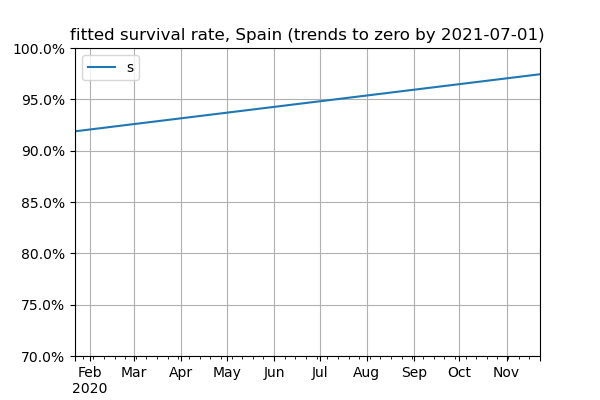 fitted survival rate, Spain (trends to zero by 2021-07-01)
100.0%
s
95.0%
90.0%
85.0%
80.0%
75.0%
70.0%
Feb Mar Apr May Jun Jul Aug Sep Oct Nov
2020